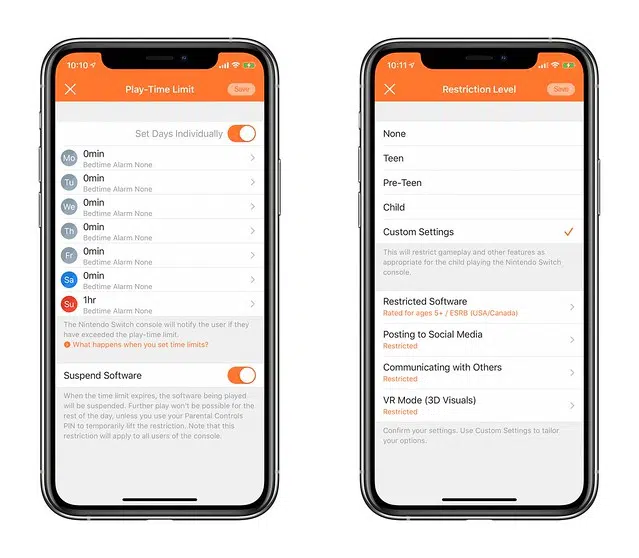 10:10
Play-Time Limit
Save
Set Days Individually
Mo
0min
Bedtime Alarm None
Tu
0min
Bedtime Alarm None
We
0min
Bedtime Alarm None
Th
0min
Bedtime Alarm None
Fr
0min
Bedtime Alarm None
Sa
0min
Bedtime Alarm None
Su
1hr
Bedtime Alarm None
The Nintendo Switch console will notify the user if they
have exceeded the play-time limit.
What happens when you set time limits?
Suspend Software
When the time limit expires, the software being played
will be suspended. Further play won't be possible for the
rest of the day, unless you use your Parental Controls
PIN to temporarily lift the restriction. Note that this
restriction will apply to all users of the console.
10:11
Restriction Level
Save
None
Teen
Pre-Teen
Child
Custom Settings
This will restrict gameplay and other features as
appropriate for the child playing the Nintendo Switch
console.
Restricted Software
Rated for ages 5+ / ESRB (USA/Canada)
Posting to Social Media
Restricted
Communicating with Others
Restricted
VR Mode (3D Visuals)
Restricted
Confirm your settings. Use Custom Settings to tailor
your options.